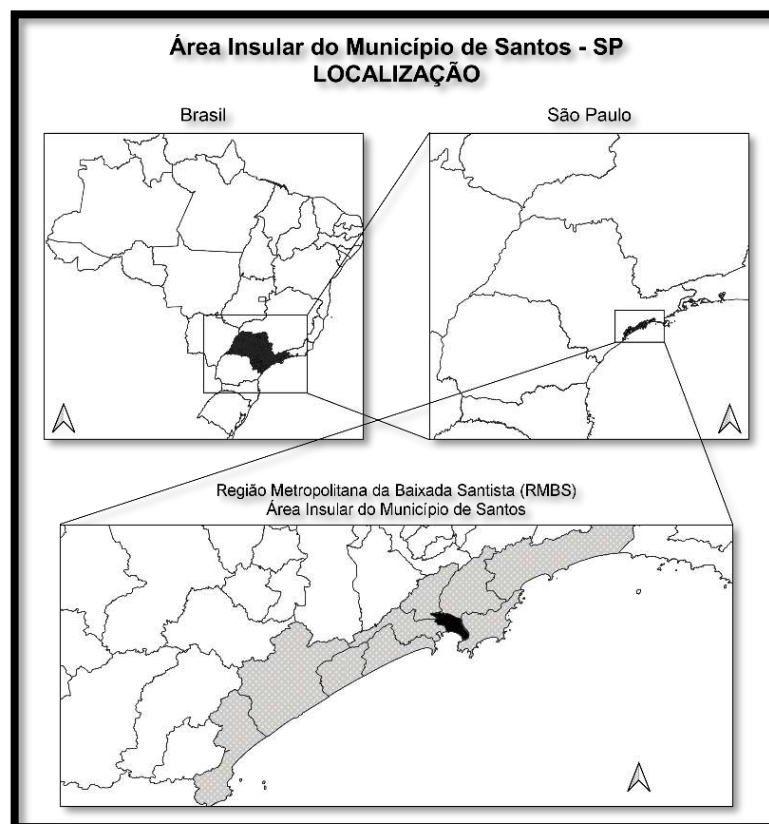 Área Insular do Município de Santos - SP
LOCALIZAÇÃO
Brasil
São Paulo
Região Metropolitana da Baixada Santista (RMBS)
Área Insular do Município de Santos